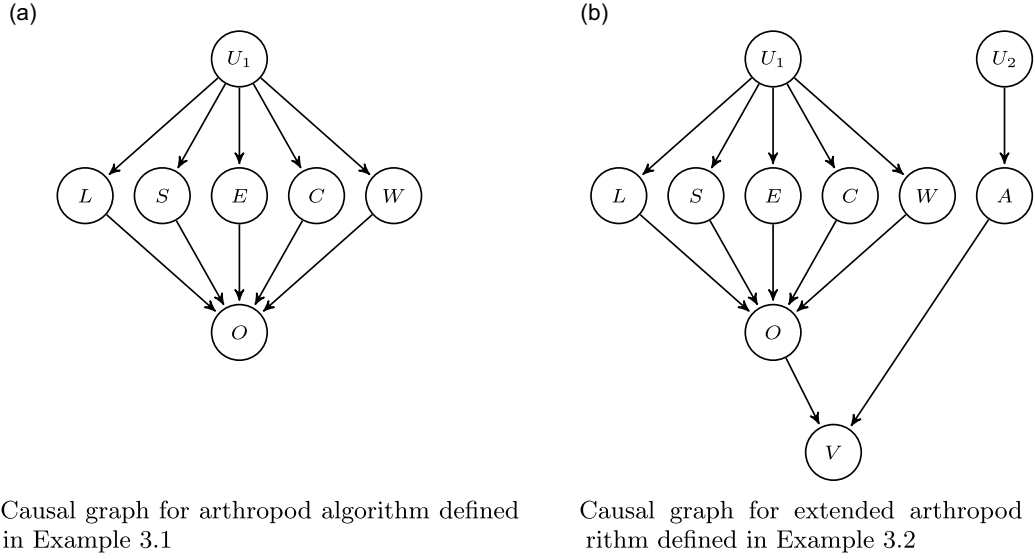 (a)
U₁
L S E C W
O
Causal graph for arthropod algorithm defined
in Example 3.1
(b)
U₁ U₂
L S E C W A
O
V
Causal graph for extended arthropod
rithm defined in Example 3.2